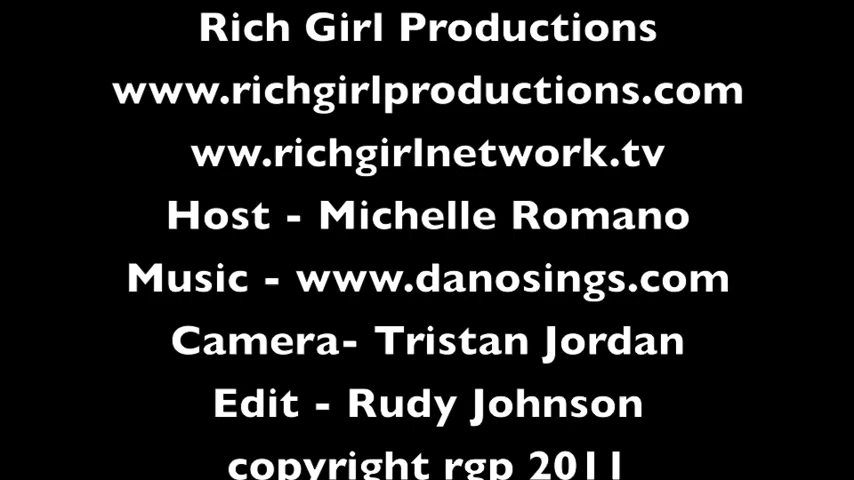 Rich Girl Productions
www.richgirlproductions.com
ww.richgirlnetwork.tv
Host - Michelle Romano
Music - www.danosings.com
Camera- Tristan Jordan
Edit - Rudy Johnson
copyright rgp 2011